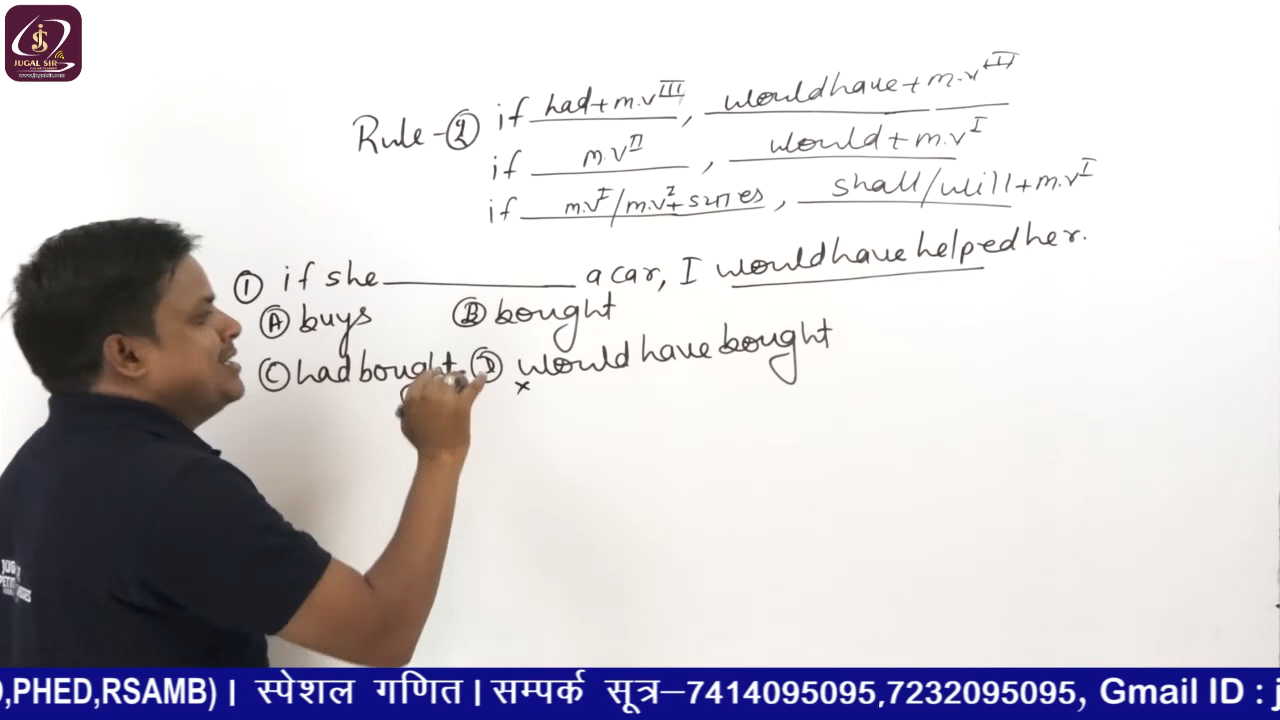 JUGAL SIR
Rule-② if had + m.v III, would have + m.v III
if m.v II, would + m.v I
if m.v I / m.v 2 + s या es, shall/will + m.v I
① if she ________ a car, I would have helped her.
Ⓐ buys Ⓑ bought
Ⓒ had bought Ⓓ would have bought
×
,PHED,RSAMB) | स्पेशल गणित | सम्पर्क सूत्र–7414095095,7232095095, Gmail ID : j